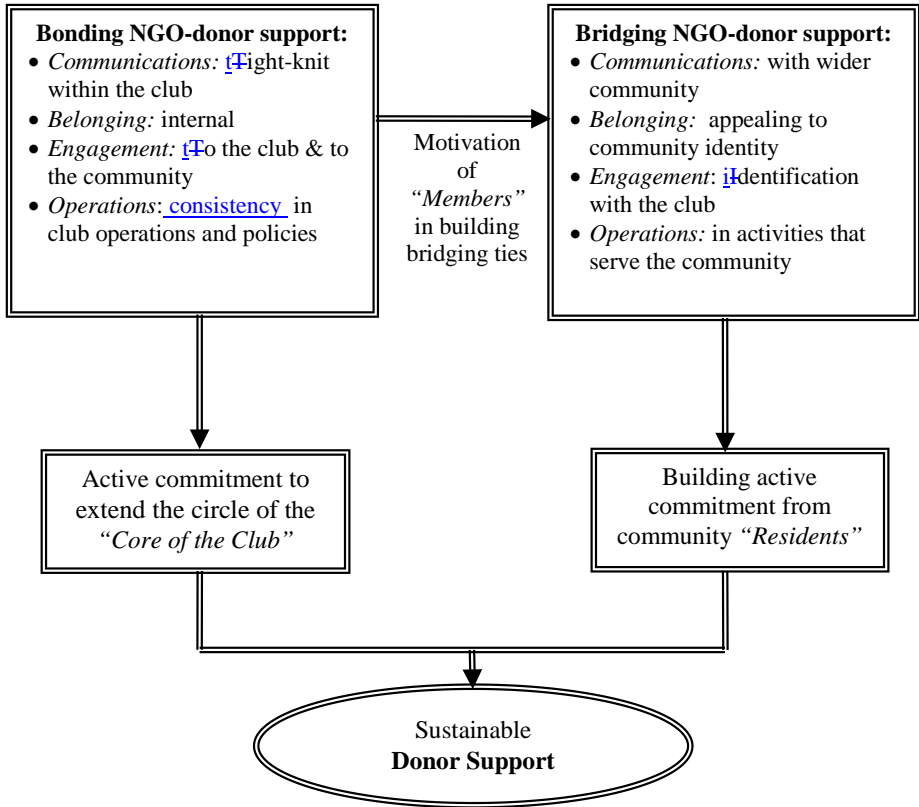 Bonding NGO-donor support:
• Communications: tTight-knit
within the club
• Belonging: internal
• Engagement: tTo the club & to
the community
• Operations: consistency in
club operations and policies
Motivation
of
“Members”
in building
bridging ties
Bridging NGO-donor support:
• Communications: with wider
community
• Belonging: appealing to
community identity
• Engagement: iIdentification
with the club
• Operations: in activities that
serve the community
Active commitment to
extend the circle of the
“Core of the Club”
Building active
commitment from
community “Residents”
Sustainable
Donor Support